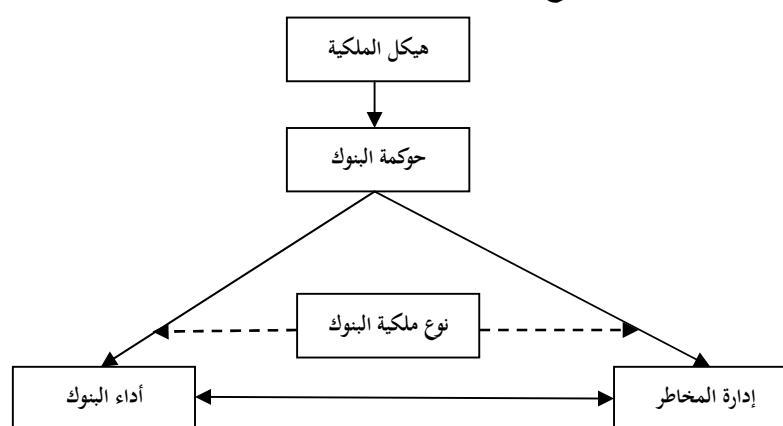 هيكل الملكية
حوكمة البنوك
نوع ملكية البنوك
إدارة المخاطر
أداء البنوك